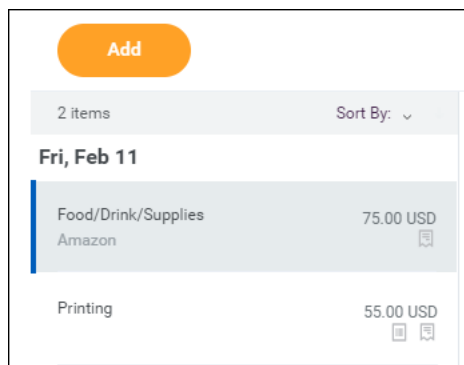 Add
2 items Sort By:
Fri, Feb 11
Food/Drink/Supplies 75.00 USD
Amazon
Printing 55.00 USD